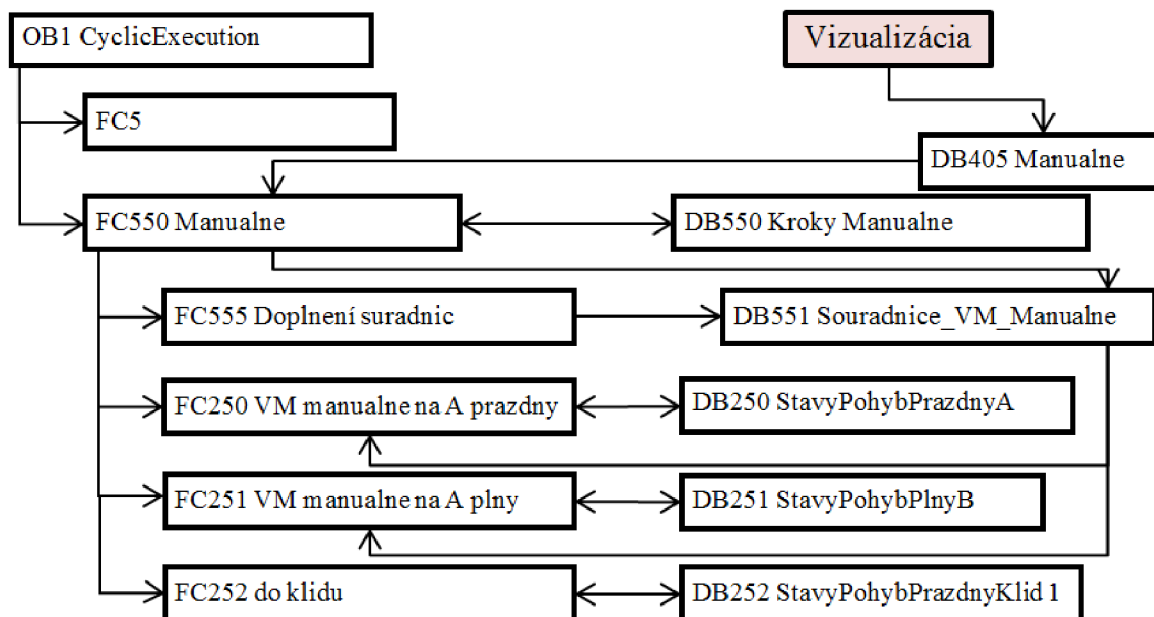 OB1 CyclicExecution
Vizualizácia
FC5
DB405 Manualne
FC550 Manualne
DB550 Kroky Manualne
FC555 Doplnení suradnic
DB551 Souradnice_VM_Manualne
FC250 VM manualne na A prazdny
DB250 StavyPohybPrazdnyA
FC251 VM manualne na A plny
DB251 StavyPohybPlnyB
FC252 do klidu
DB252 StavyPohybPrazdnyKlid 1